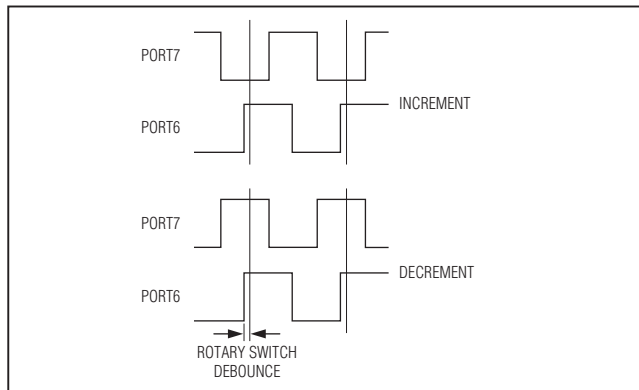 PORT7
PORT6
INCREMENT
PORT7
PORT6
DECREMENT
ROTARY SWITCH
DEBOUNCE